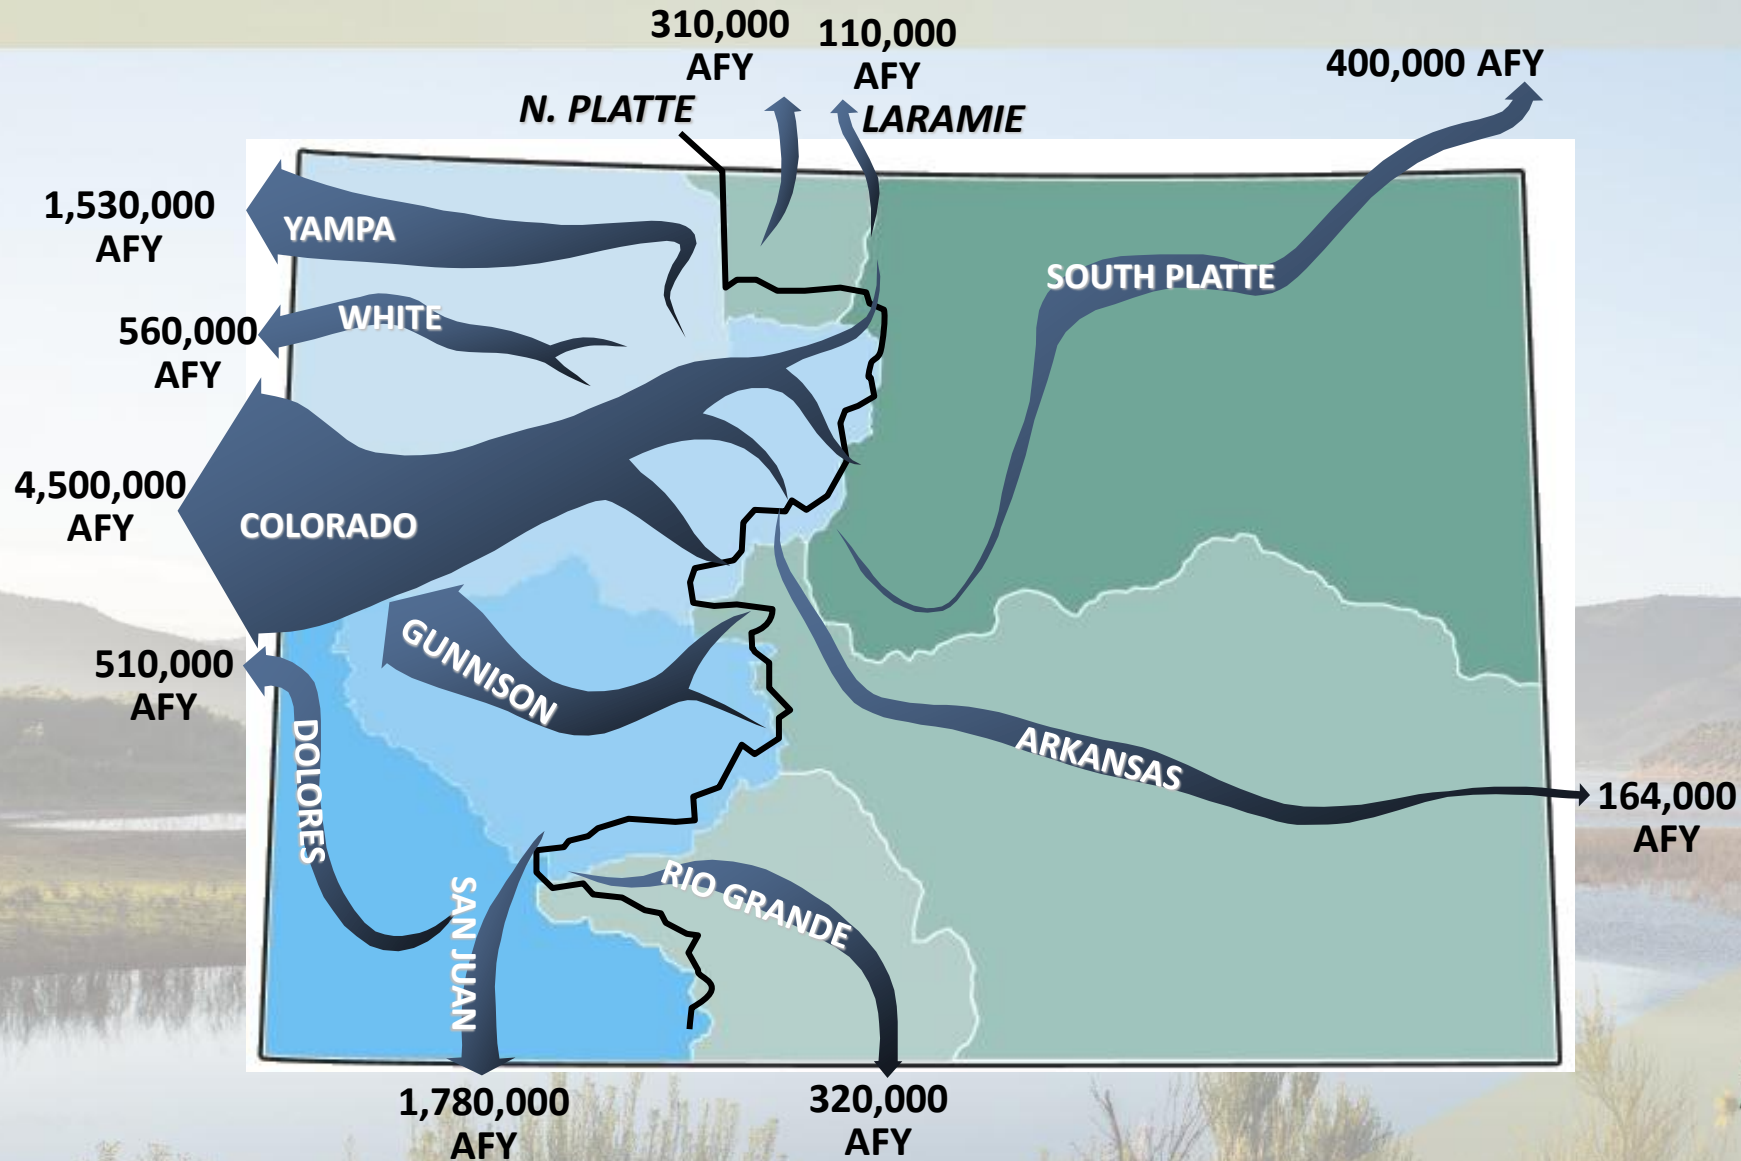 310,000
AFY
110,000
AFY
400,000 AFY
N. PLATTE
LARAMIE
1,530,000
AFY
YAMPA
SOUTH PLATTE
560,000
AFY
WHITE
4,500,000
AFY
COLORADO
510,000
AFY
GUNNISON
DOLORES
ARKANSAS
164,000
AFY
SAN JUAN
RIO GRANDE
1,780,000
AFY
320,000
AFY